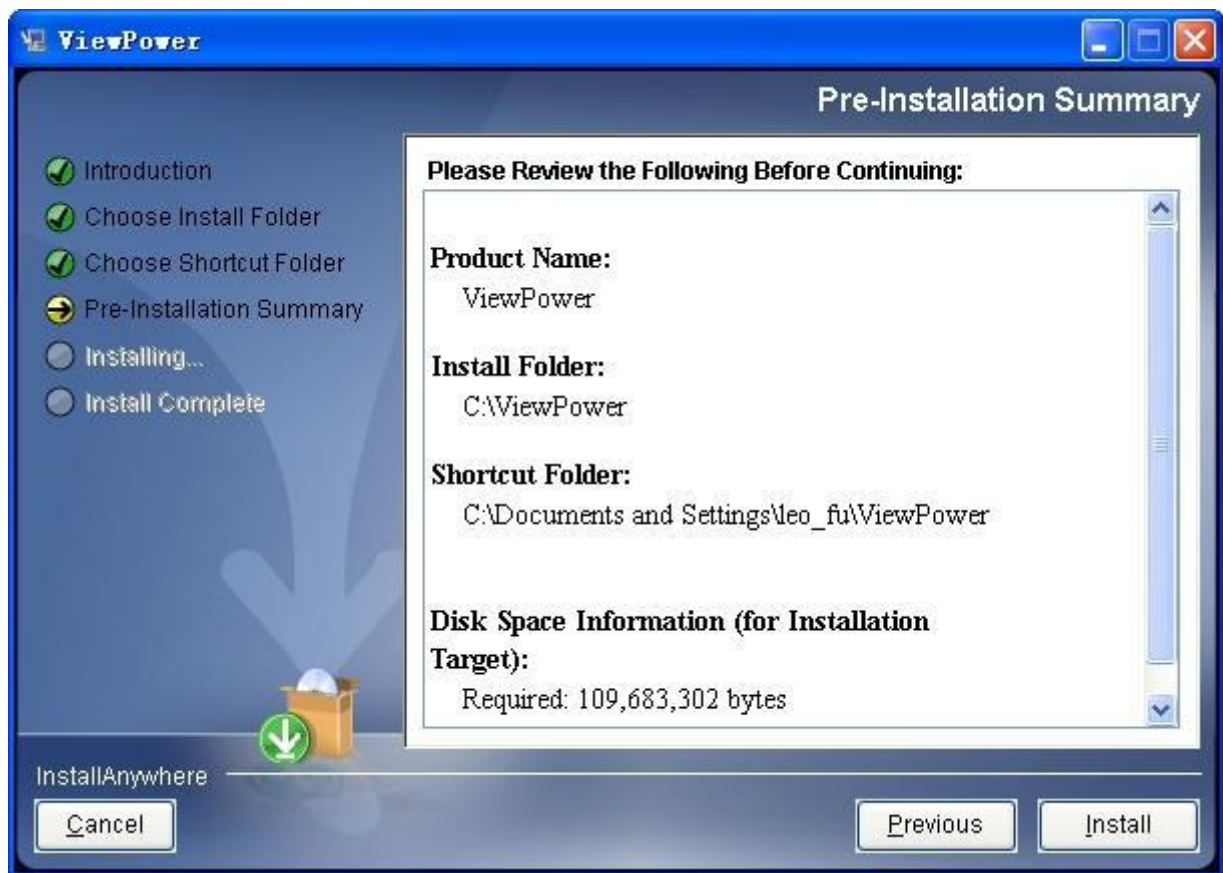 ViewPower
Pre-Installation Summary
Introduction
Choose Install Folder
Choose Shortcut Folder
Pre-Installation Summary
Installing...
Install Complete
Please Review the Following Before Continuing:
Product Name:
ViewPower
Install Folder:
C:\ViewPower
Shortcut Folder:
C:\Documents and Settings\leo_fu\ViewPower
Disk Space Information (for Installation
Target):
Required: 109,683,302 bytes
InstallAnywhere
Cancel
Previous
Install